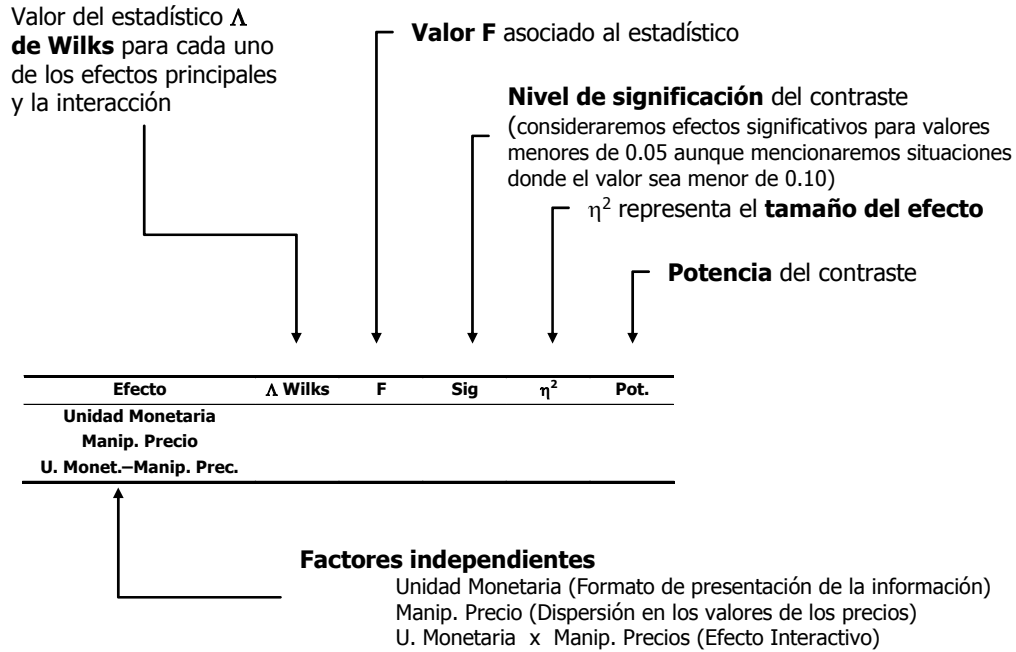 Valor del estadístico Λ
de Wilks para cada uno
de los efectos principales
y la interacción
Valor F asociado al estadístico
Nivel de significación del contraste
(consideraremos efectos significativos para valores
menores de 0.05 aunque mencionaremos situaciones
donde el valor sea menor de 0.10)
η² representa el tamaño del efecto
Potencia del contraste
Efecto Λ Wilks F Sig η² Pot.
Unidad Monetaria
Manip. Precio
U. Monet.–Manip. Prec.
Factores independientes
Unidad Monetaria (Formato de presentación de la información)
Manip. Precio (Dispersión en los valores de los precios)
U. Monetaria x Manip. Precios (Efecto Interactivo)